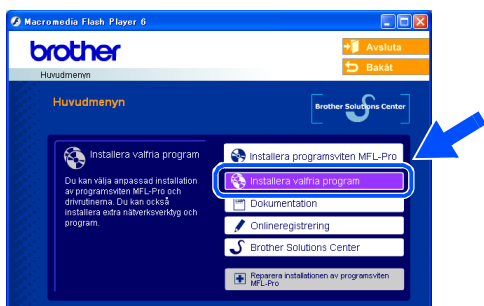 Macromedia Flash Player 6
brother
Avsluta
Bakåt
Huvudmenyn
Huvudmenyn
Brother Solutions Center
Installera valfria program
Du kan välja anpassad installation
av programsviten MFL-Pro och
drivrutinerna. Du kan också
installera extra nätverksverktyg och
program.
Installera programsviten MFL-Pro
Installera valfria program
Dokumentation
Onlineregistrering
Brother Solutions Center
Reparera installationen av programsviten
MFL-Pro